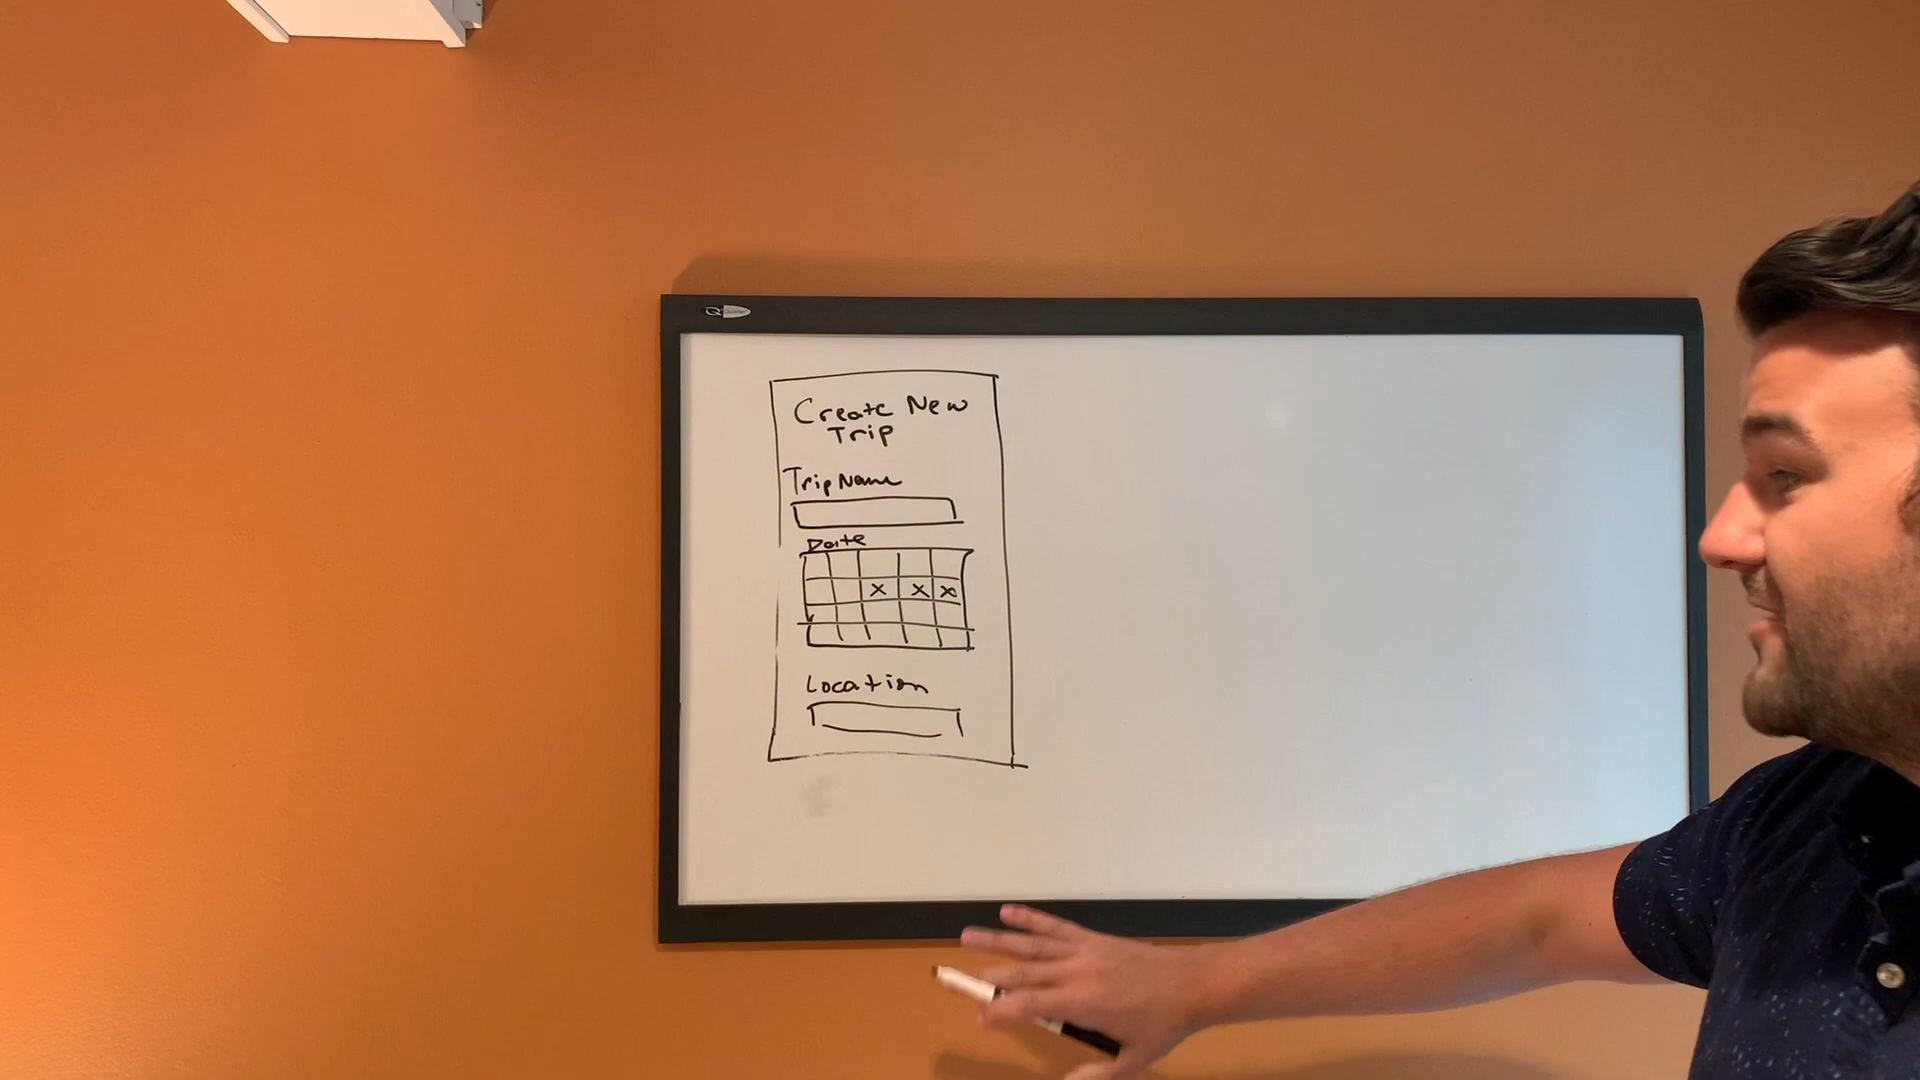 Create New
Trip
Trip Name
Date
x x x
Location